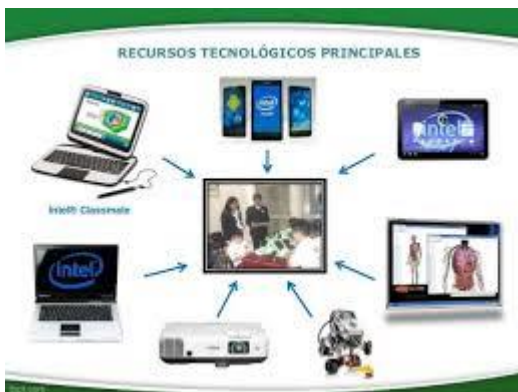 RECURSOS TECNOLÓGICOS PRINCIPALES
intel
intel
Intel® Classmate
intel